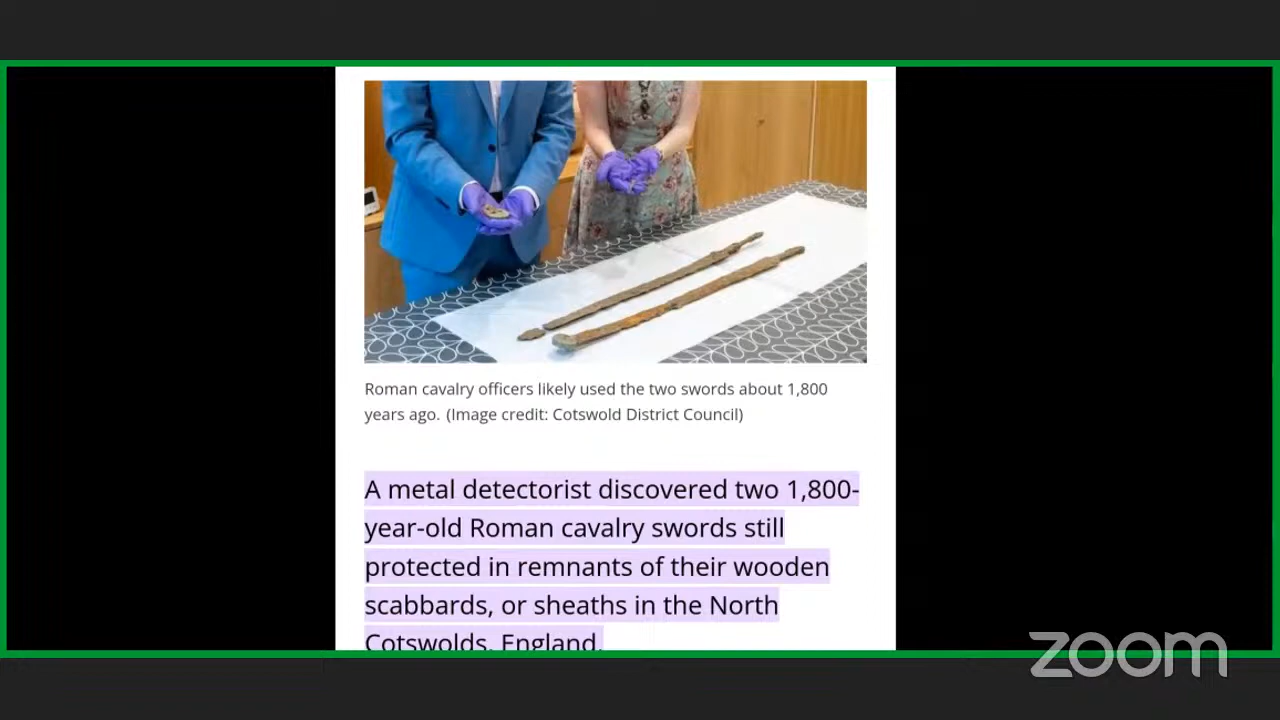 Roman cavalry officers likely used the two swords about 1,800
years ago. (Image credit: Cotswold District Council)
A metal detectorist discovered two 1,800-
year-old Roman cavalry swords still
protected in remnants of their wooden
scabbards, or sheaths in the North
Cotswolds, England.
zoom